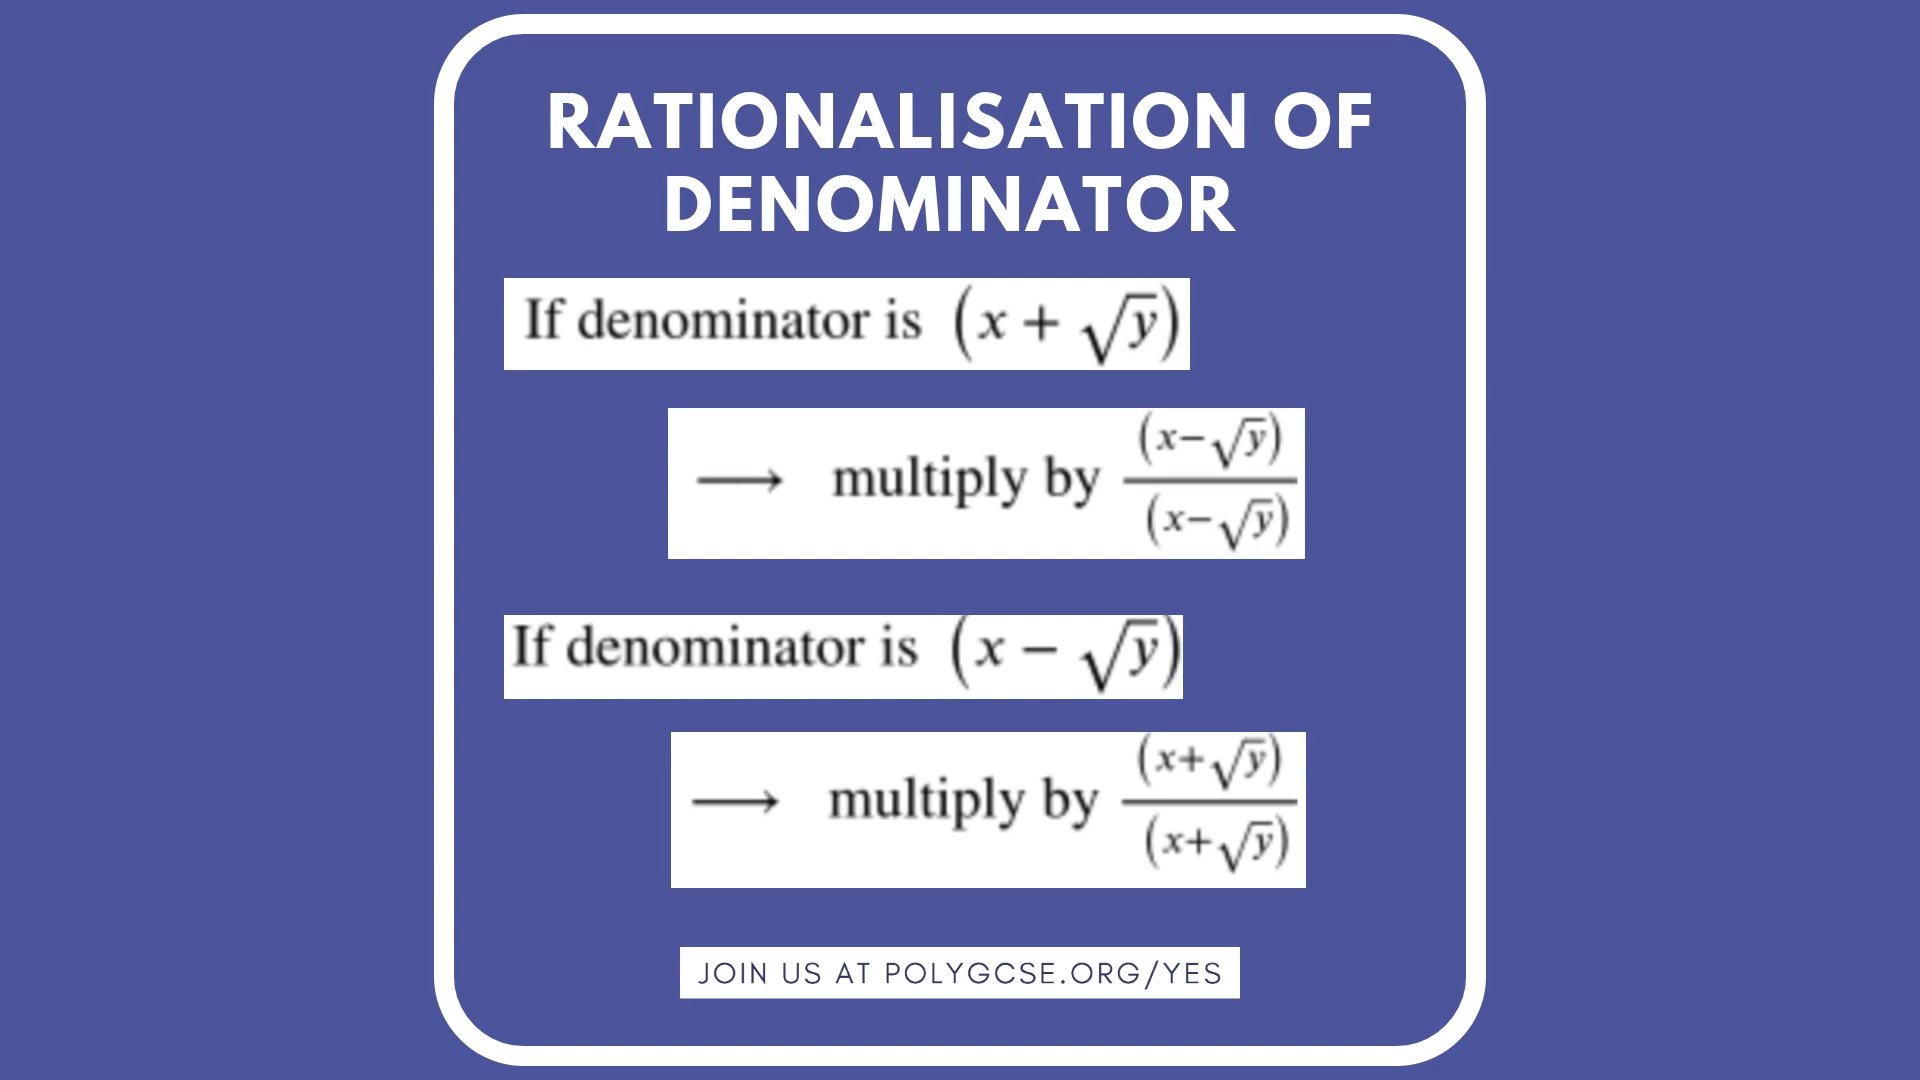 RATIONALISATION OF
DENOMINATOR
If denominator is (x + √y)
⟶ multiply by (x−√y)/(x−√y)
If denominator is (x − √y)
⟶ multiply by (x+√y)/(x+√y)
JOIN US AT POLYGCSE.ORG/YES